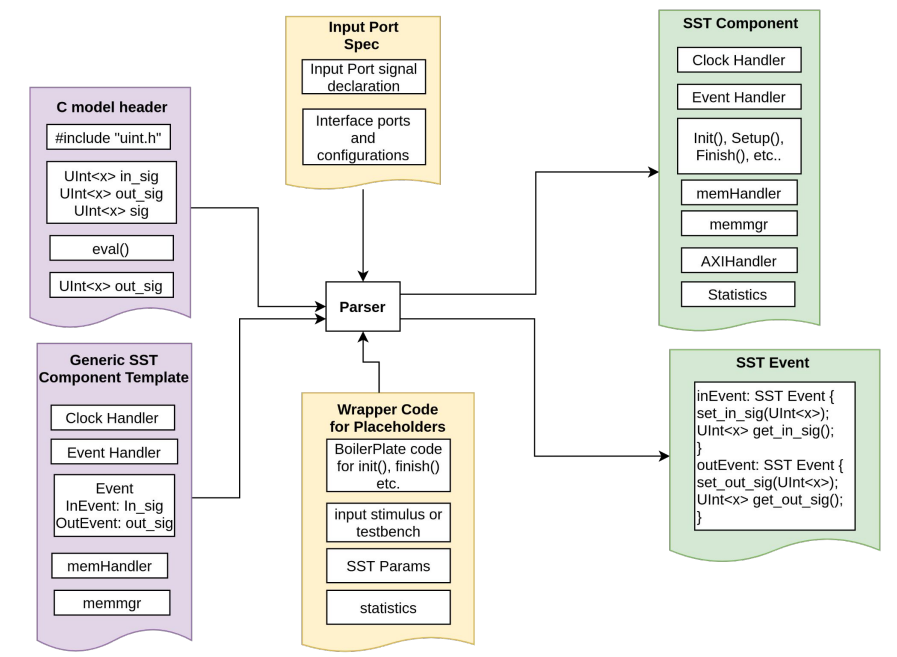 C model header
#include "uint.h"
UInt<x> in_sig
UInt<x> out_sig
UInt<x> sig
eval()
UInt<x> out_sig
Generic SST
Component Template
Clock Handler
Event Handler
Event
InEvent: In_sig
OutEvent: out_sig
memHandler
memmgr
Input Port
Spec
Input Port signal
declaration
Interface ports
and
configurations
Parser
Wrapper Code
for Placeholders
BoilerPlate code
for init(), finish()
etc.
input stimulus or
testbench
SST Params
statistics
SST Component
Clock Handler
Event Handler
Init(), Setup(),
Finish(), etc..
memHandler
memmgr
AXIHandler
Statistics
SST Event
inEvent: SST Event {
set_in_sig(UInt<x>);
UInt<x> get_in_sig();
}
outEvent: SST Event {
set_out_sig(UInt<x>);
UInt<x> get_out_sig();
}